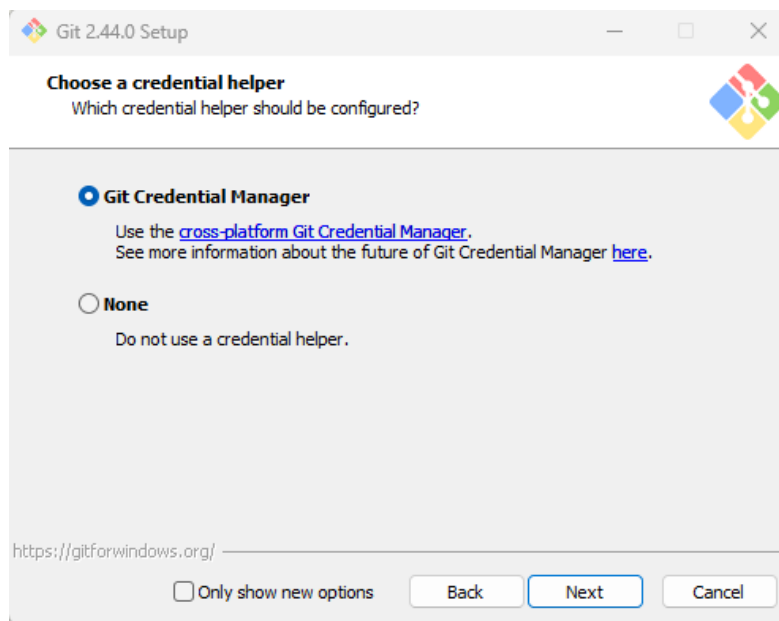 Git 2.44.0 Setup
Choose a credential helper
Which credential helper should be configured?
Git Credential Manager
Use the cross-platform Git Credential Manager.
See more information about the future of Git Credential Manager here.
None
Do not use a credential helper.
https://gitforwindows.org/
Only show new options Back Next Cancel